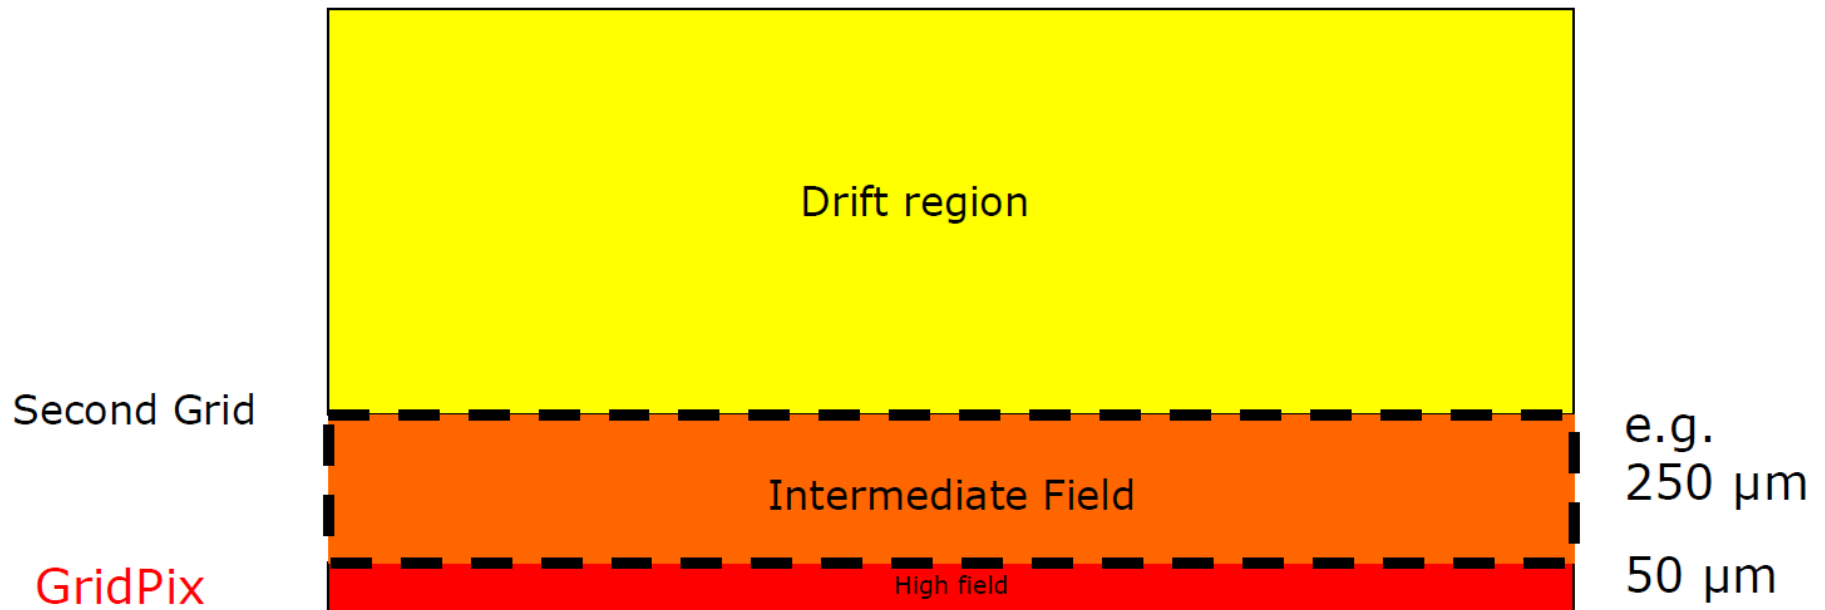 Drift region
Second Grid
e.g.
250 µm
Intermediate Field
GridPix
High field
50 µm